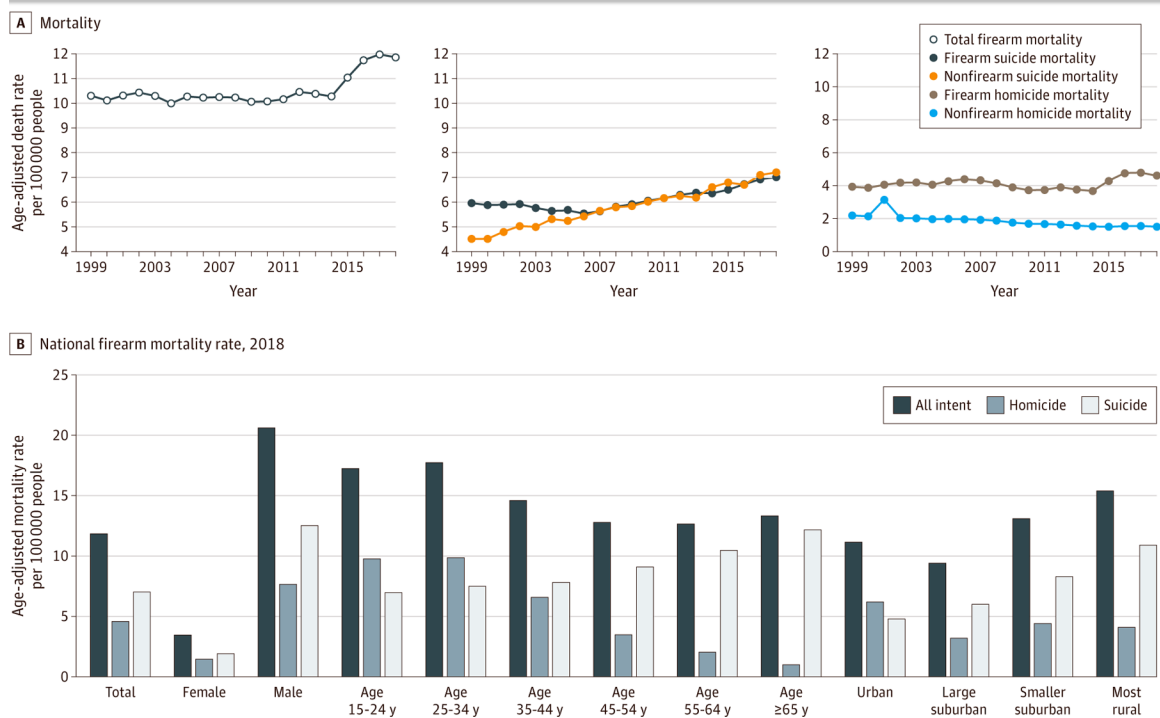 A Mortality
Age-adjusted death rate
per 100 000 people
12
11
10
9
8
7
6
5
4
1999
2003
2007
2011
2015
Year
12
11
10
9
8
7
6
5
4
1999
2003
2007
2011
2015
Year
12
10
8
6
4
2
0
1999
2003
2007
2011
2015
Year
Total firearm mortality
Firearm suicide mortality
Nonfirearm suicide mortality
Firearm homicide mortality
Nonfirearm homicide mortality
B National firearm mortality rate, 2018
Age-adjusted mortality rate
per 100 000 people
25
20
15
10
5
0
All intent
Homicide
Suicide
Total
Female
Male
Age
15-24 y
Age
25-34 y
Age
35-44 y
Age
45-54 y
Age
55-64 y
Age
≥65 y
Urban
Large
suburban
Smaller
suburban
Most
rural